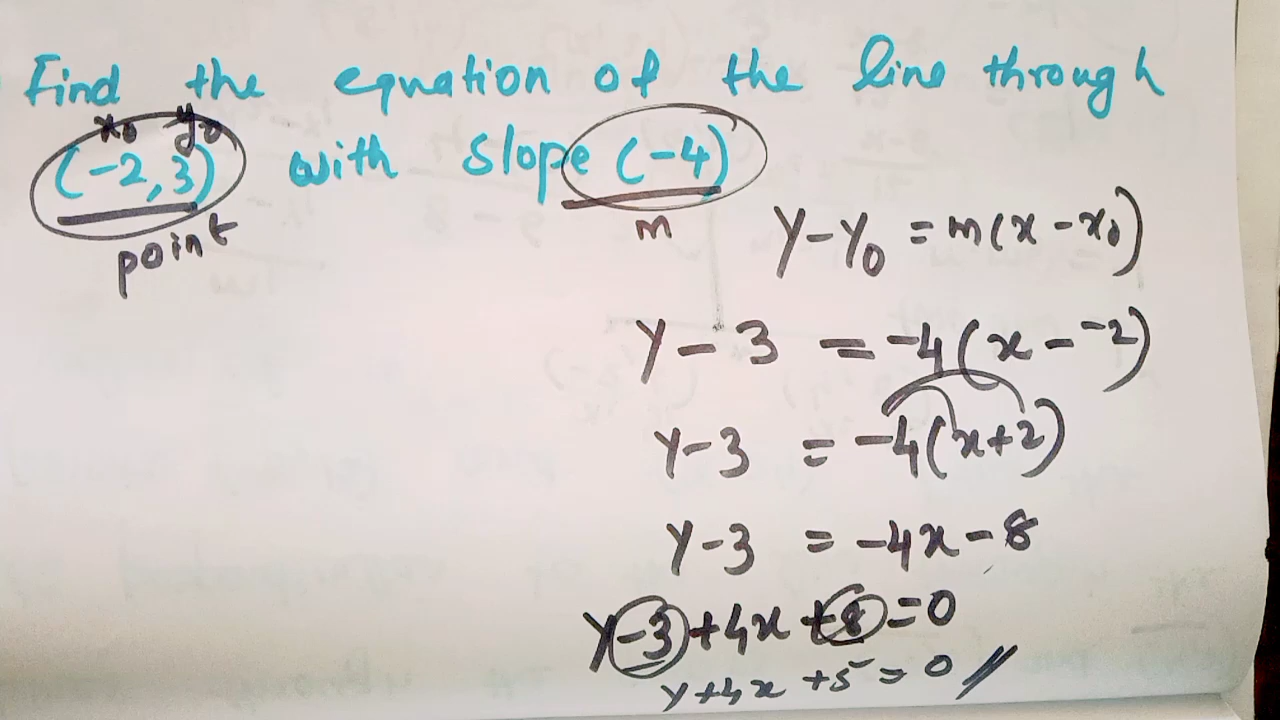 Find the equation of the line through
x₀ y₀
(-2,3) with slope (-4)
point m
y-y₀ = m(x-x₀)
y-3 = -4(x--2)
y-3 = -4(x+2)
y-3 = -4x-8
y-3+4x+8=0
y+4x+5=0//